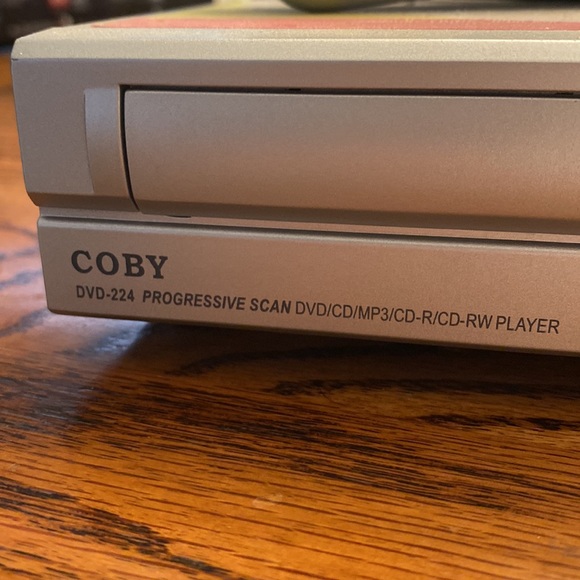 COBY
DVD-224 PROGRESSIVE SCAN DVD/CD/MP3/CD-R/CD-RW PLAYER